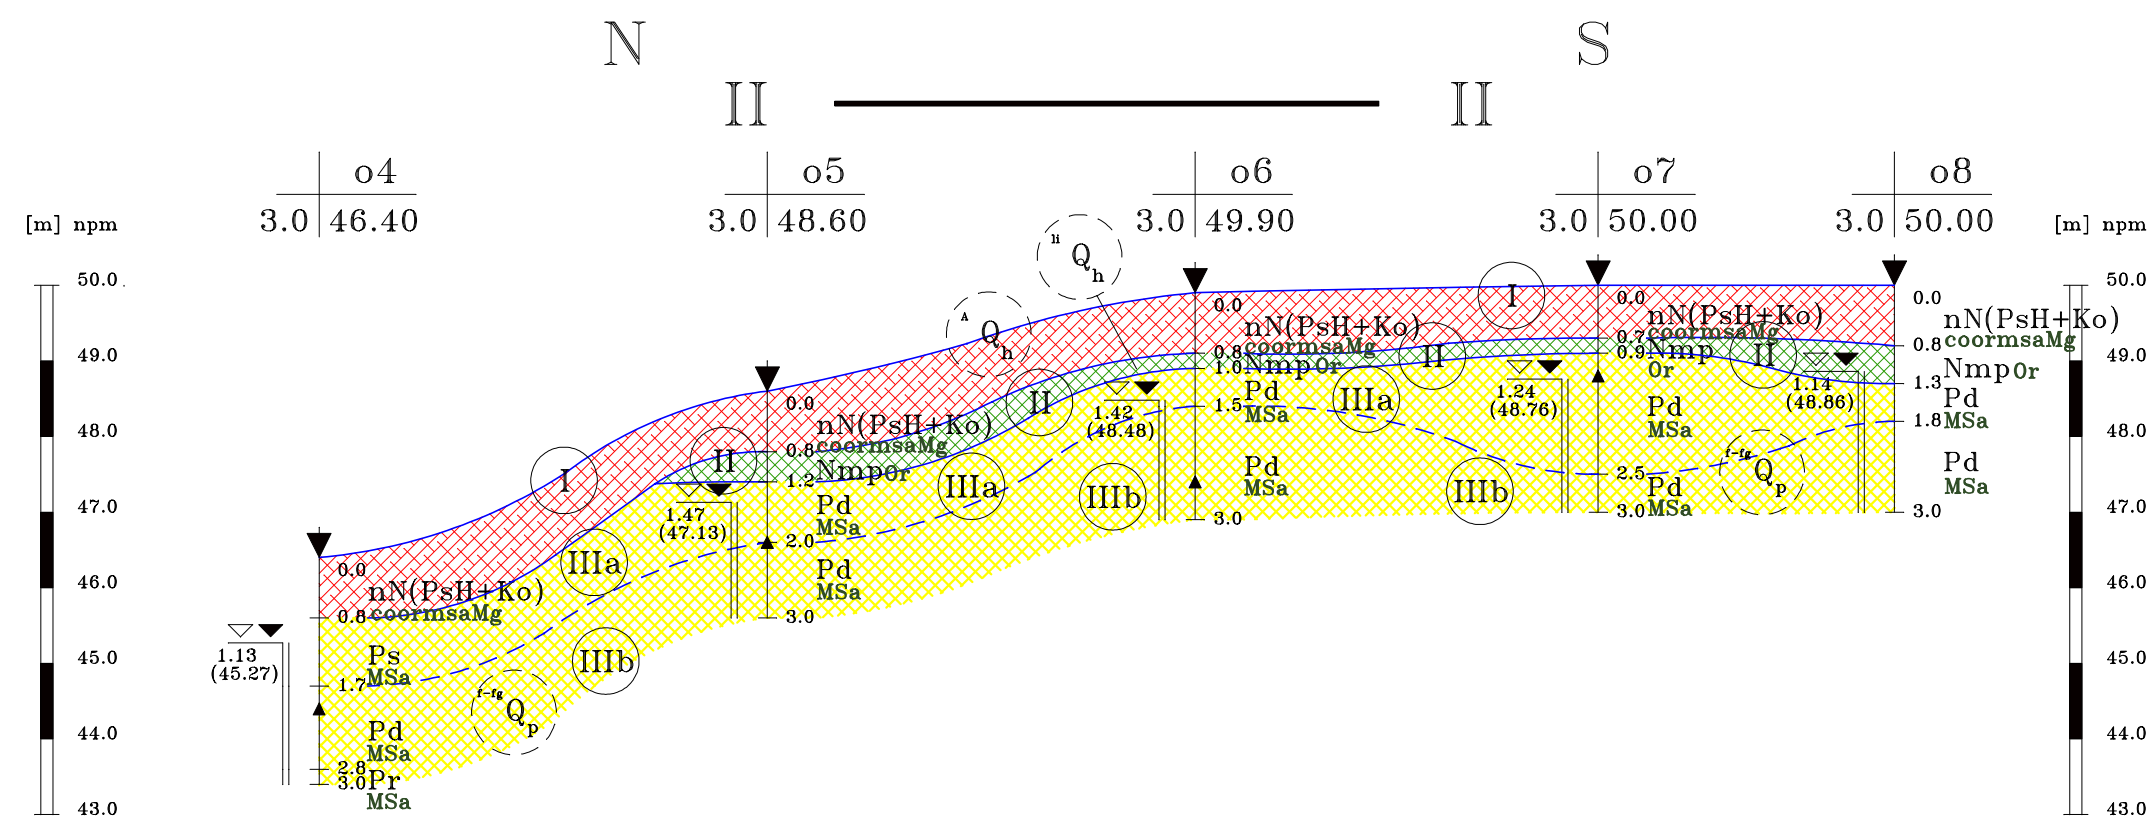 N S
II II
o4 o5 o6 o7 o8
3.0 46.40 3.0 48.60 3.0 49.90 3.0 50.00 3.0 50.00
[m] npm [m] npm
50.0
49.0
48.0
47.0
46.0
45.0
44.0
43.0
0.0
nN(PsH+Ko)
coormsaMg
0.8
1.13
(45.27)
Ps
MSa
1.7
Pd
MSa
2.8
3.0
Pr
MSa
f-fg Q p
I
IIIa
IIIb
0.0
nN(PsH+Ko)
coormsaMg
0.8
Nmp Or
1.2
1.47
(47.13)
Pd
MSa
2.0
Pd
MSa
3.0
II
A Q h
li Q h
II
IIIa
IIIb
0.0
nN(PsH+Ko)
coormsaMg
0.8
Nmp Or
1.0
1.42
(48.48)
Pd
MSa
1.5
Pd
MSa
3.0
I
II
IIIa
IIIb
0.0
nN(PsH+Ko)
0.7
coormsaMg
0.9
Nmp
Or
1.24
(48.76)
Pd
MSa
2.5
Pd
MSa
3.0
II
f-fg Q p
0.0
nN(PsH+Ko)
0.8
coormsaMg
Nmp Or
1.3
1.14
(48.86)
Pd
MSa
1.8
Pd
MSa
3.0
50.0
49.0
48.0
47.0
46.0
45.0
44.0
43.0